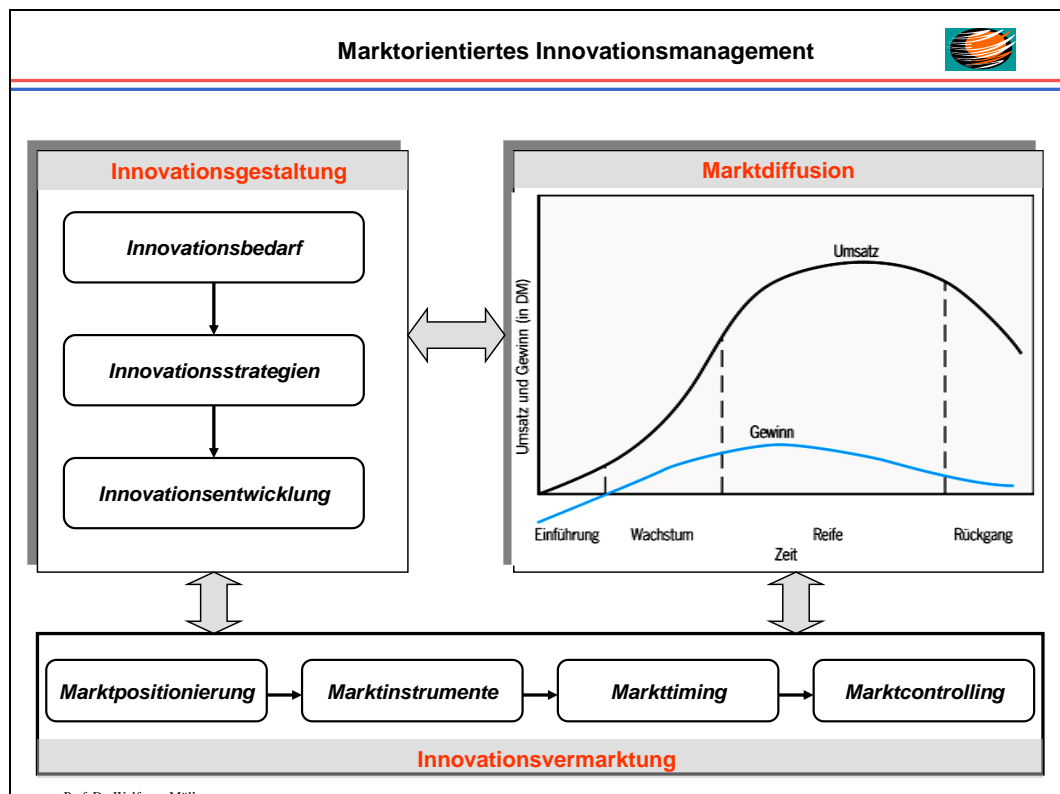 Marktorientiertes Innovationsmanagement
Innovationsgestaltung
Innovationsbedarf
Innovationsstrategien
Innovationsentwicklung
Marktdiffusion
Umsatz und Gewinn (in DM)
Umsatz
Gewinn
Einführung Wachstum Reife Rückgang
Zeit
Marktpositionierung Marktinstrumente Markttiming Marktcontrolling
Innovationsvermarktung